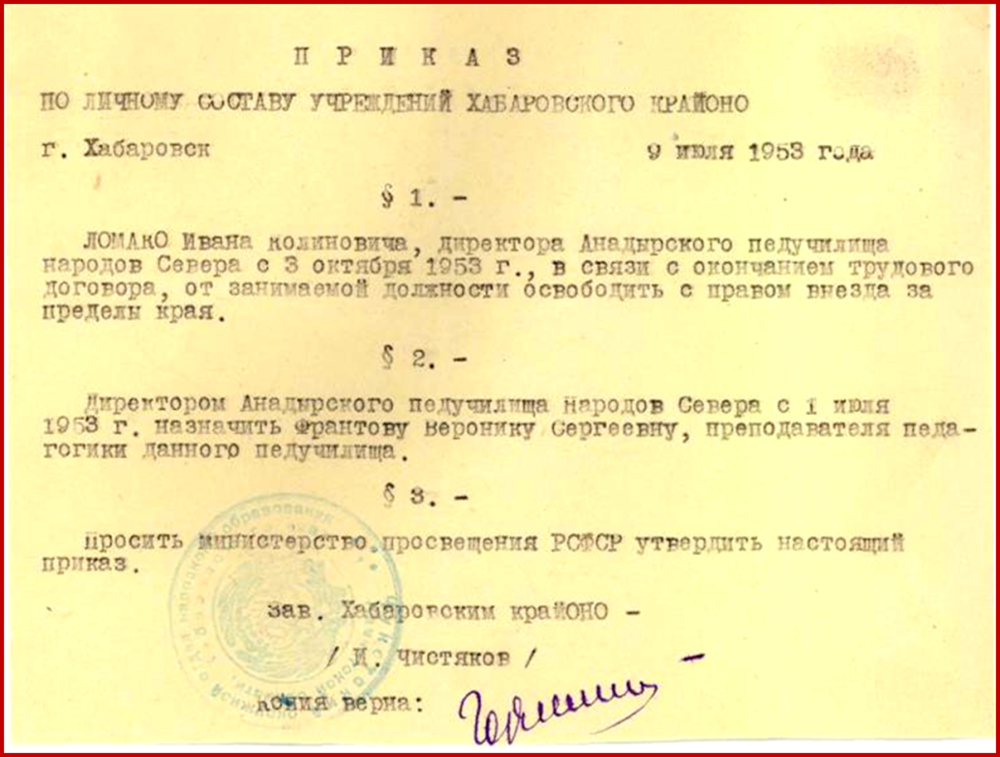 П Р И К А З
ПО ЛИЧНОМУ СОСТАВУ УЧРЕЖДЕНИЙ ХАБАРОВСКОГО КРАЙОНО
г. Хабаровск 9 июля 1953 года
§ 1. -
ЛОМАКО Ивана Колиновича, директора Анадырского педучилища
народов Севера с 3 октября 1953 г., в связи с окончанием трудового
договора, от занимаемой должности освободить с правом выезда за
пределы края.
§ 2. -
Директором Анадырского педучилища Народов Севера с 1 июля
1953 г. назначить Франтову Веронику Сергеевну, преподавателя педа-
гогики данного педучилища.
§ 3. -
Просить министерство просвещения РСФСР утвердить настоящий
приказ.
Зав. Хабаровским крайОНО -
/ И. Чистяков /
Копия верна: